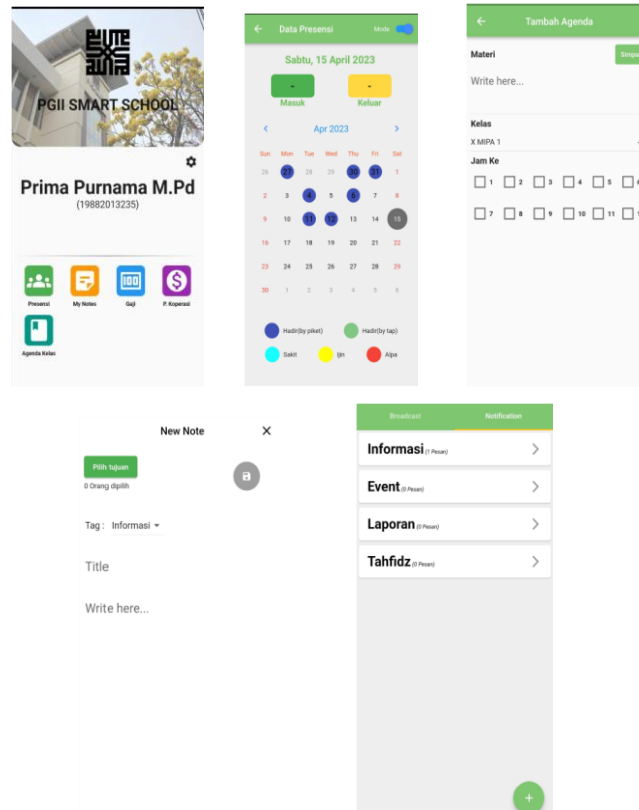 PGII SMART SCHOOL
Prima Purnama M.Pd
(19882013235)
Presensi My Notes Gaji P. Koperasi
Agenda Kelas
Data Presensi Mode
Sabtu, 15 April 2023
- -
Masuk Keluar
Apr 2023
Sun Mon Tue Wed Thu Fri Sat
26 27 28 29 30 31 1
2 3 4 5 6 7 8
9 10 11 12 13 14 15
16 17 18 19 20 21 22
23 24 25 26 27 28 29
30 1 2 3 4 5 6
Hadir(by piket) Hadir(by tap)
Sakit Ijin Alpa
Tambah Agenda
Materi Simpa
Write here...
Kelas
X MIPA 1
Jam Ke
1 2 3 4 5 6
7 8 9 10 11
New Note
Pilih tujuan
0 Orang dipilih
Tag : Informasi
Title
Write here...
Broadcast Notification
Informasi (1 Pesan)
Event (0 Pesan)
Laporan (0 Pesan)
Tahfidz (0 Pesan)